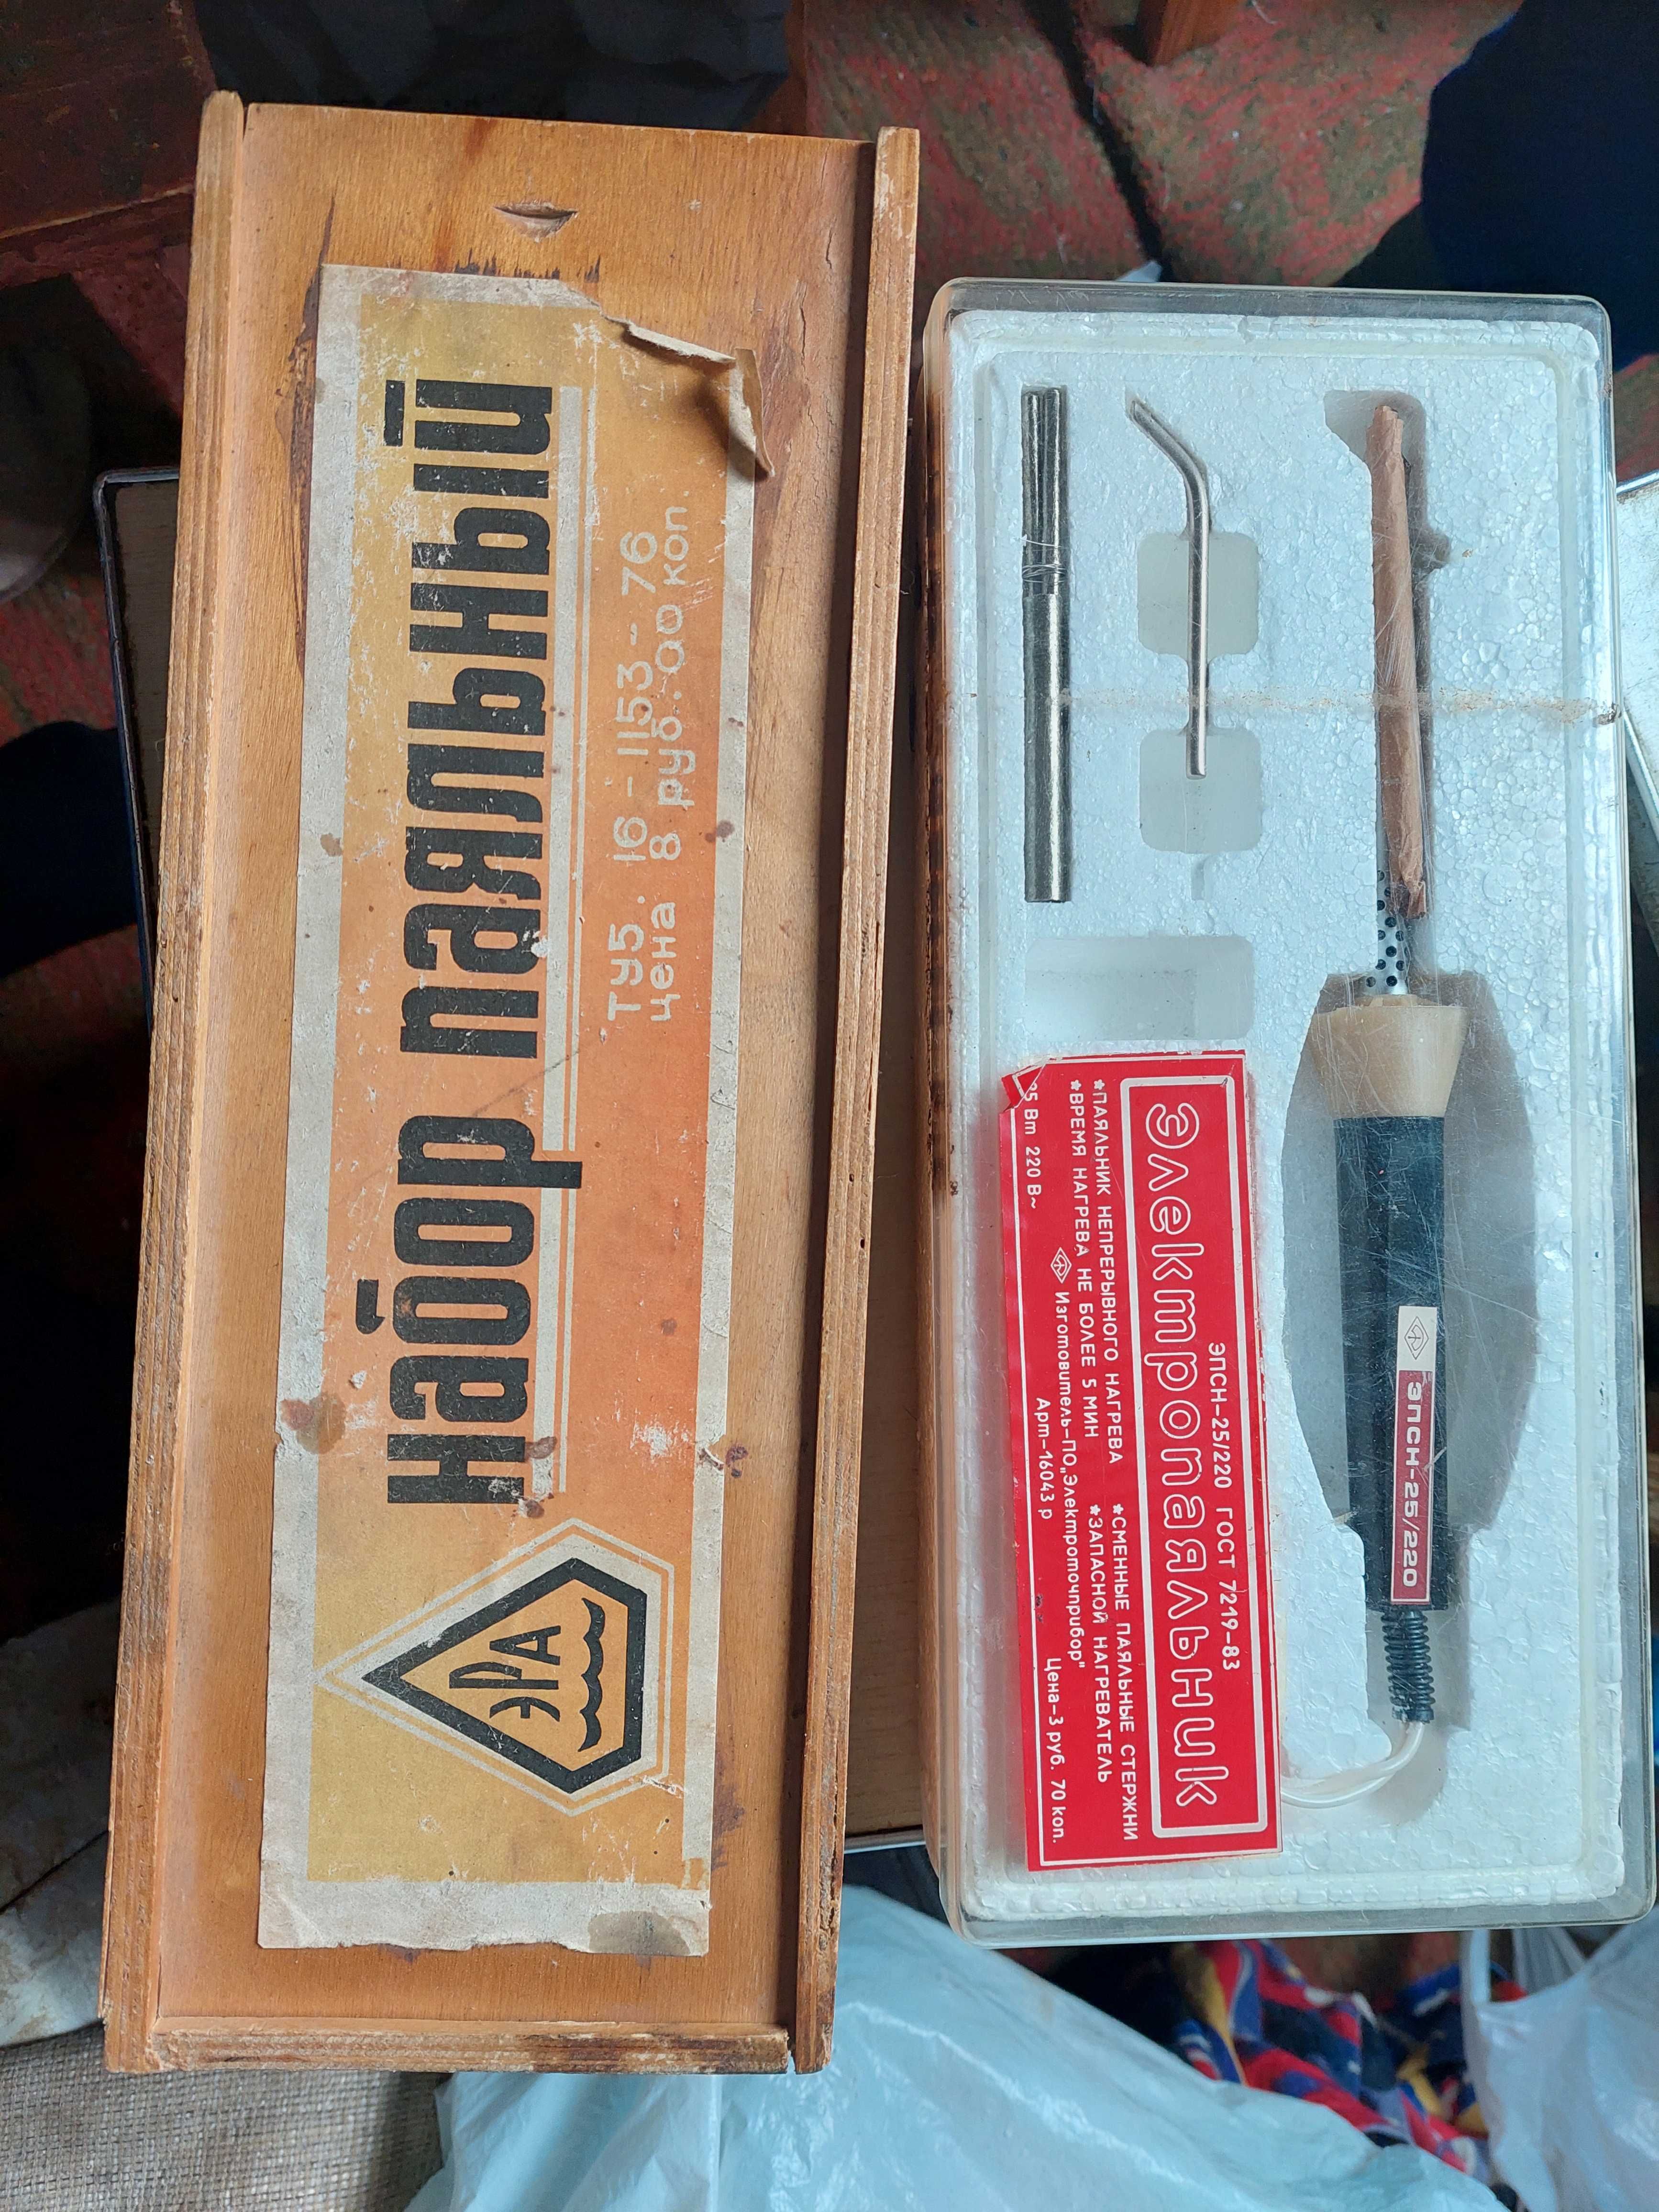 набор паяльный
ТУ5. 16-1153-76
цена 8 руб. 00 коп.
ЭРА
Электропаяльник
ЭПСН-25/220 ГОСТ 7219-83
★ПАЯЛЬНИК НЕПРЕРЫВНОГО НАГРЕВА ★СМЕННЫЕ ПАЯЛЬНЫЕ СТЕРЖНИ
★ВРЕМЯ НАГРЕВА НЕ БОЛЕЕ 5 МИН ★ЗАПАСНОЙ НАГРЕВАТЕЛЬ
Изготовитель-ПО„Электроточприбор"
25 Вт 220 В~ Арт-16043 р Цена-3 руб. 70 коп.
ЭПСН-25/220